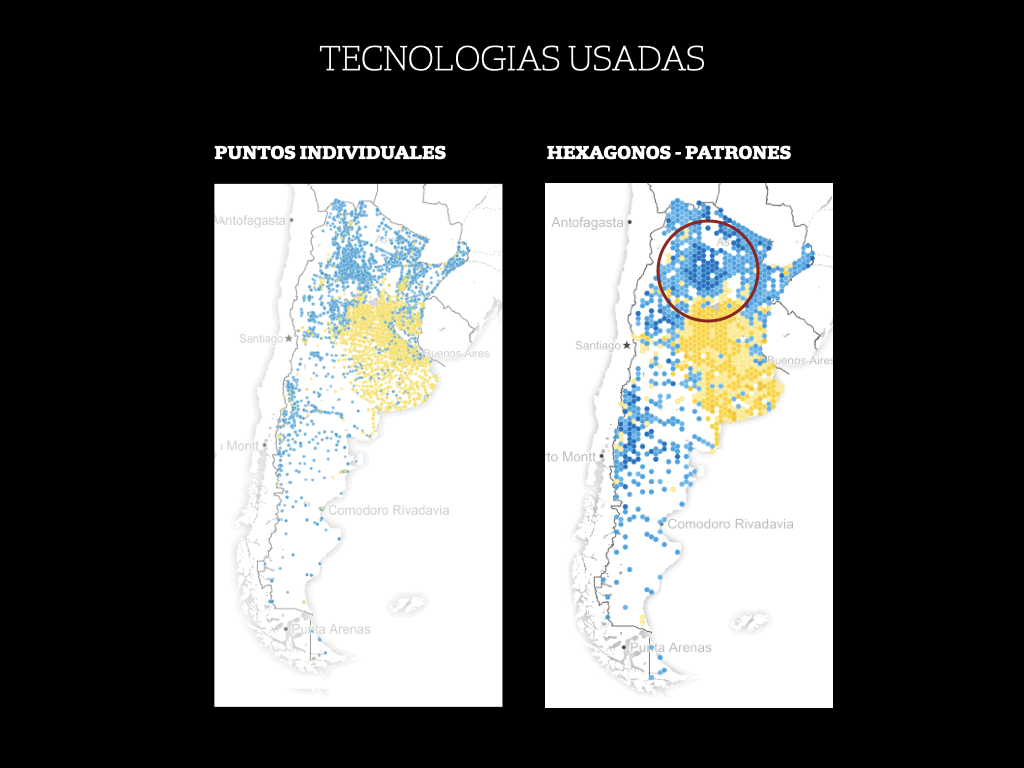 TECNOLOGIAS USADAS
PUNTOS INDIVIDUALES
Antofagasta
Santiago
Buenos Aires
Montt
Comodoro Rivadavia
Punta Arenas
HEXAGONOS - PATRONES
Antofagasta
As
Santiago
Buenos Aires
rto Montt
Comodoro Rivadavia
Punta Arenas